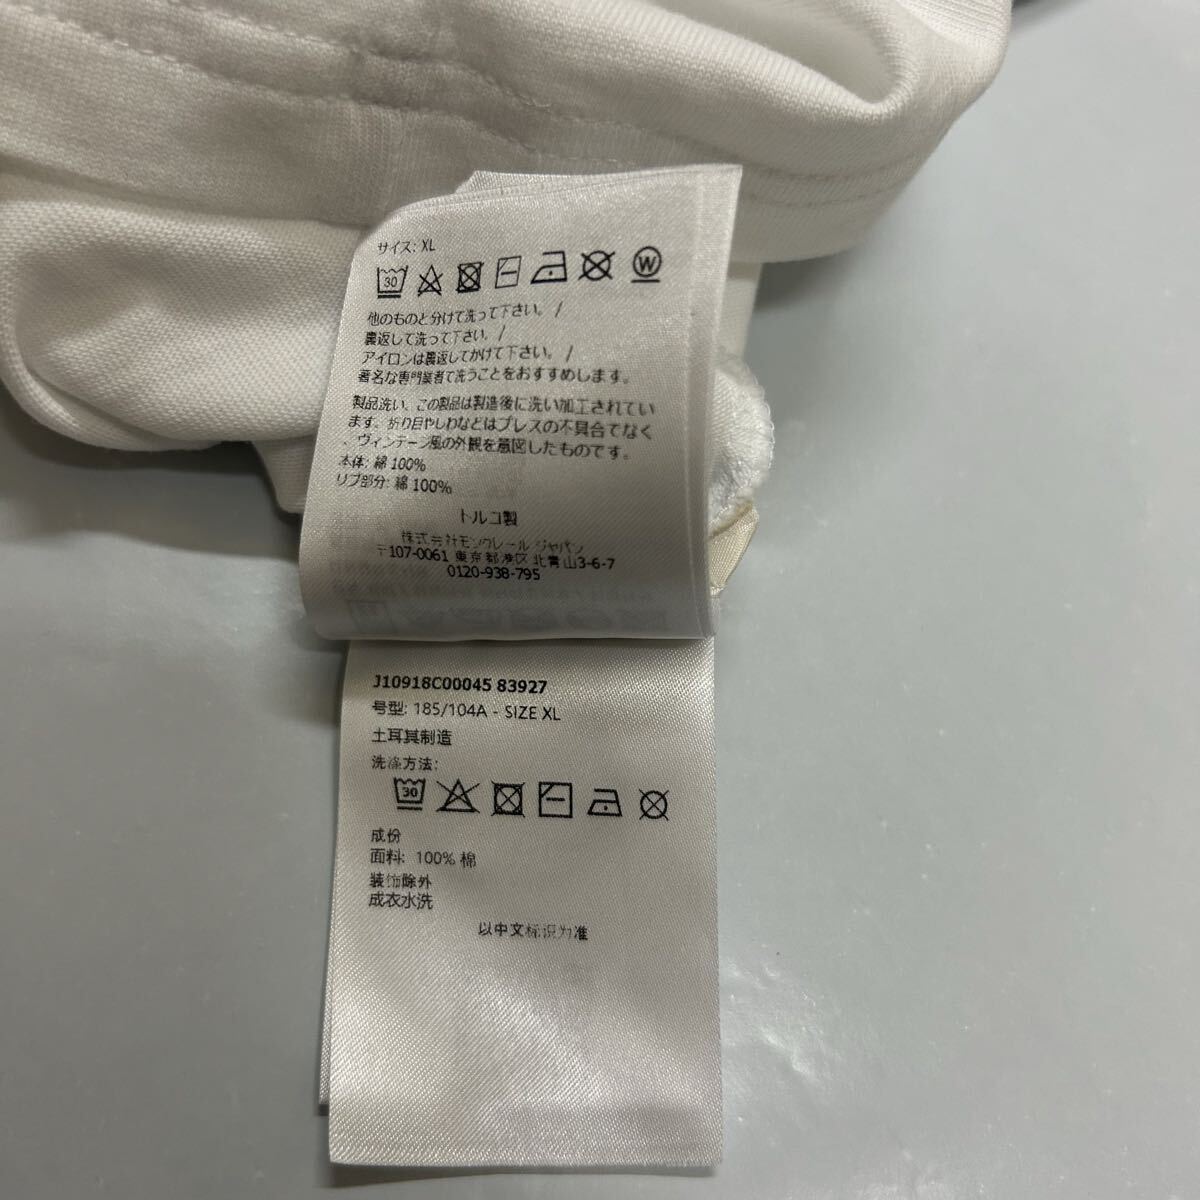 サイズ: XL
30 W
他のものと分けて洗って下さい。/
裏返して洗って下さい。/
アイロンは裏返してかけて下さい。/
著名な専門業者で洗うことをおすすめします。
製品洗い、この製品は製造後に洗い加工されてい
ます。折り目やしわなどはプレスの不具合でなく
、ヴィンテージ風の外観を意図したものです。
本体: 綿 100%
リブ部分: 綿 100%
トルコ製
株式会社モンクレール ジャパン
〒107-0061 東京都港区北青山3-6-7
0120-938-795
J10918C00045 83927
号型: 185/104A - SIZE XL
土耳其制造
洗涤方法:
30
成份
面料: 100% 棉
装饰除外
成衣水洗
以中文标识为准